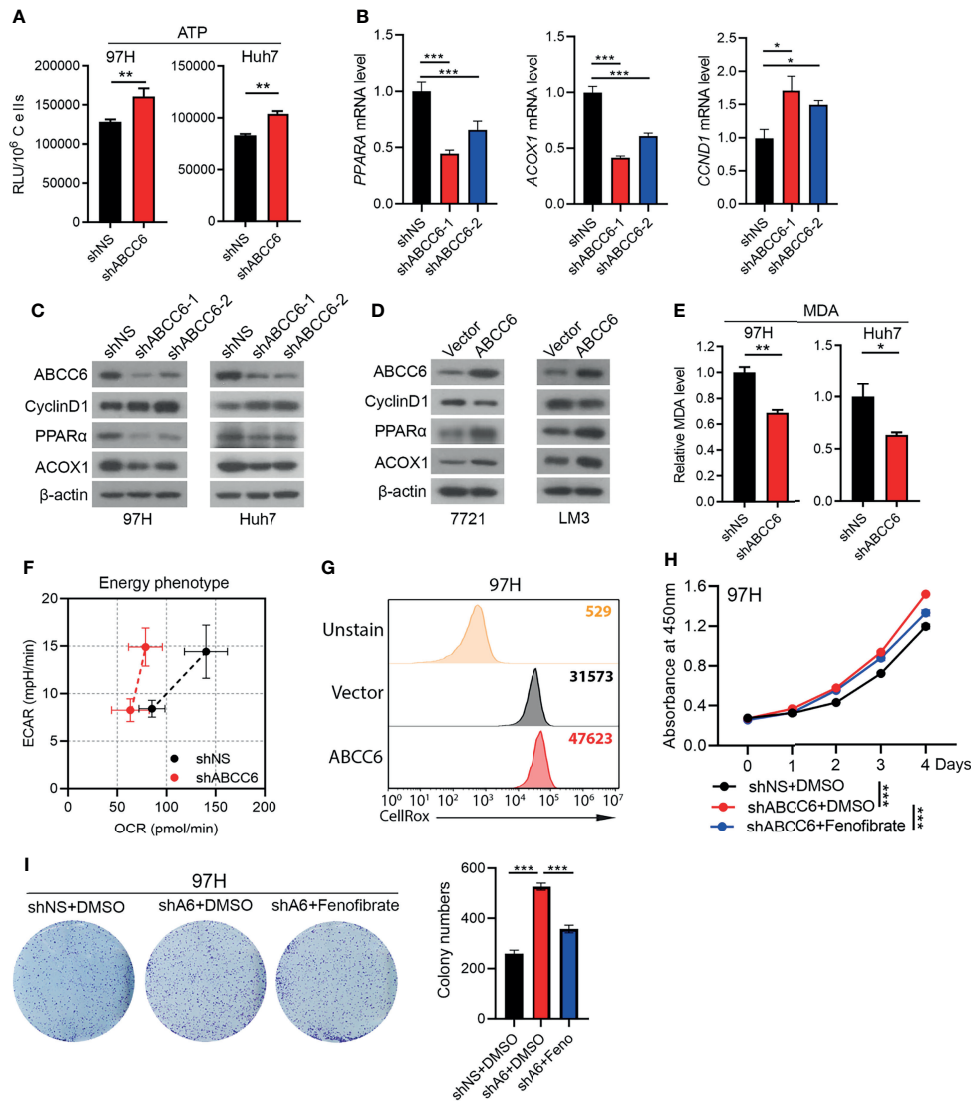 A
ATP
97H
Huh7
RLU/10⁶ Cells
200000
150000
100000
50000
0
**
shNS
shABCC6
200000
150000
100000
50000
0
**
shNS
shABCC6
B
PPARA mRNA level
1.5
1.0
0.5
0.0
***
***
shNS
shABCC6-1
shABCC6-2
ACOX1 mRNA level
1.5
1.0
0.5
0.0
***
***
shNS
shABCC6-1
shABCC6-2
CCND1 mRNA level
2.5
2.0
1.5
1.0
0.5
0.0
*
*
shNS
shABCC6-1
shABCC6-2
C
shNS
shABCC6-1
shABCC6-2
shNS
shABCC6-1
shABCC6-2
ABCC6
CyclinD1
PPARα
ACOX1
β-actin
97H
Huh7
D
Vector
ABCC6
Vector
ABCC6
ABCC6
CyclinD1
PPARα
ACOX1
β-actin
7721
LM3
E
MDA
97H
Huh7
Relative MDA level
1.2
1.0
0.8
0.6
0.4
0.2
0.0
**
shNS
shABCC6
1.5
1.0
0.5
0.0
*
shNS
shABCC6
F
Energy phenotype
ECAR (mpH/min)
20
15
10
5
0
0 50 100 150 200
OCR (pmol/min)
shNS
shABCC6
G
97H
Unstain
529
Vector
31573
ABCC6
47623
10⁰ 10¹ 10² 10³ 10⁴ 10⁵ 10⁶ 10⁷
CellRox
H
97H
Absorbance at 450nm
1.6
1.2
0.8
0.4
0.0
0 1 2 3 4 Days
shNS+DMSO
shABCC6+DMSO
shABCC6+Fenofibrate
***
***
I
97H
shNS+DMSO shA6+DMSO shA6+Fenofibrate
Colony numbers
600
400
200
0
*** ***
shNS+DMSO
shA6+DMSO
shA6+Feno